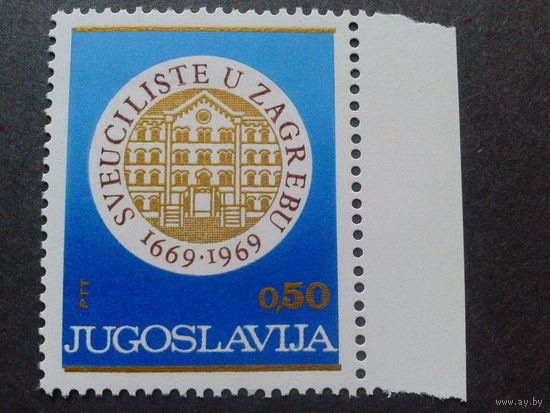 SVEUCILISTE U ZAGREBU
1669·1969
0,50
PTT
JUGOSLAVIJA
www.ay.by